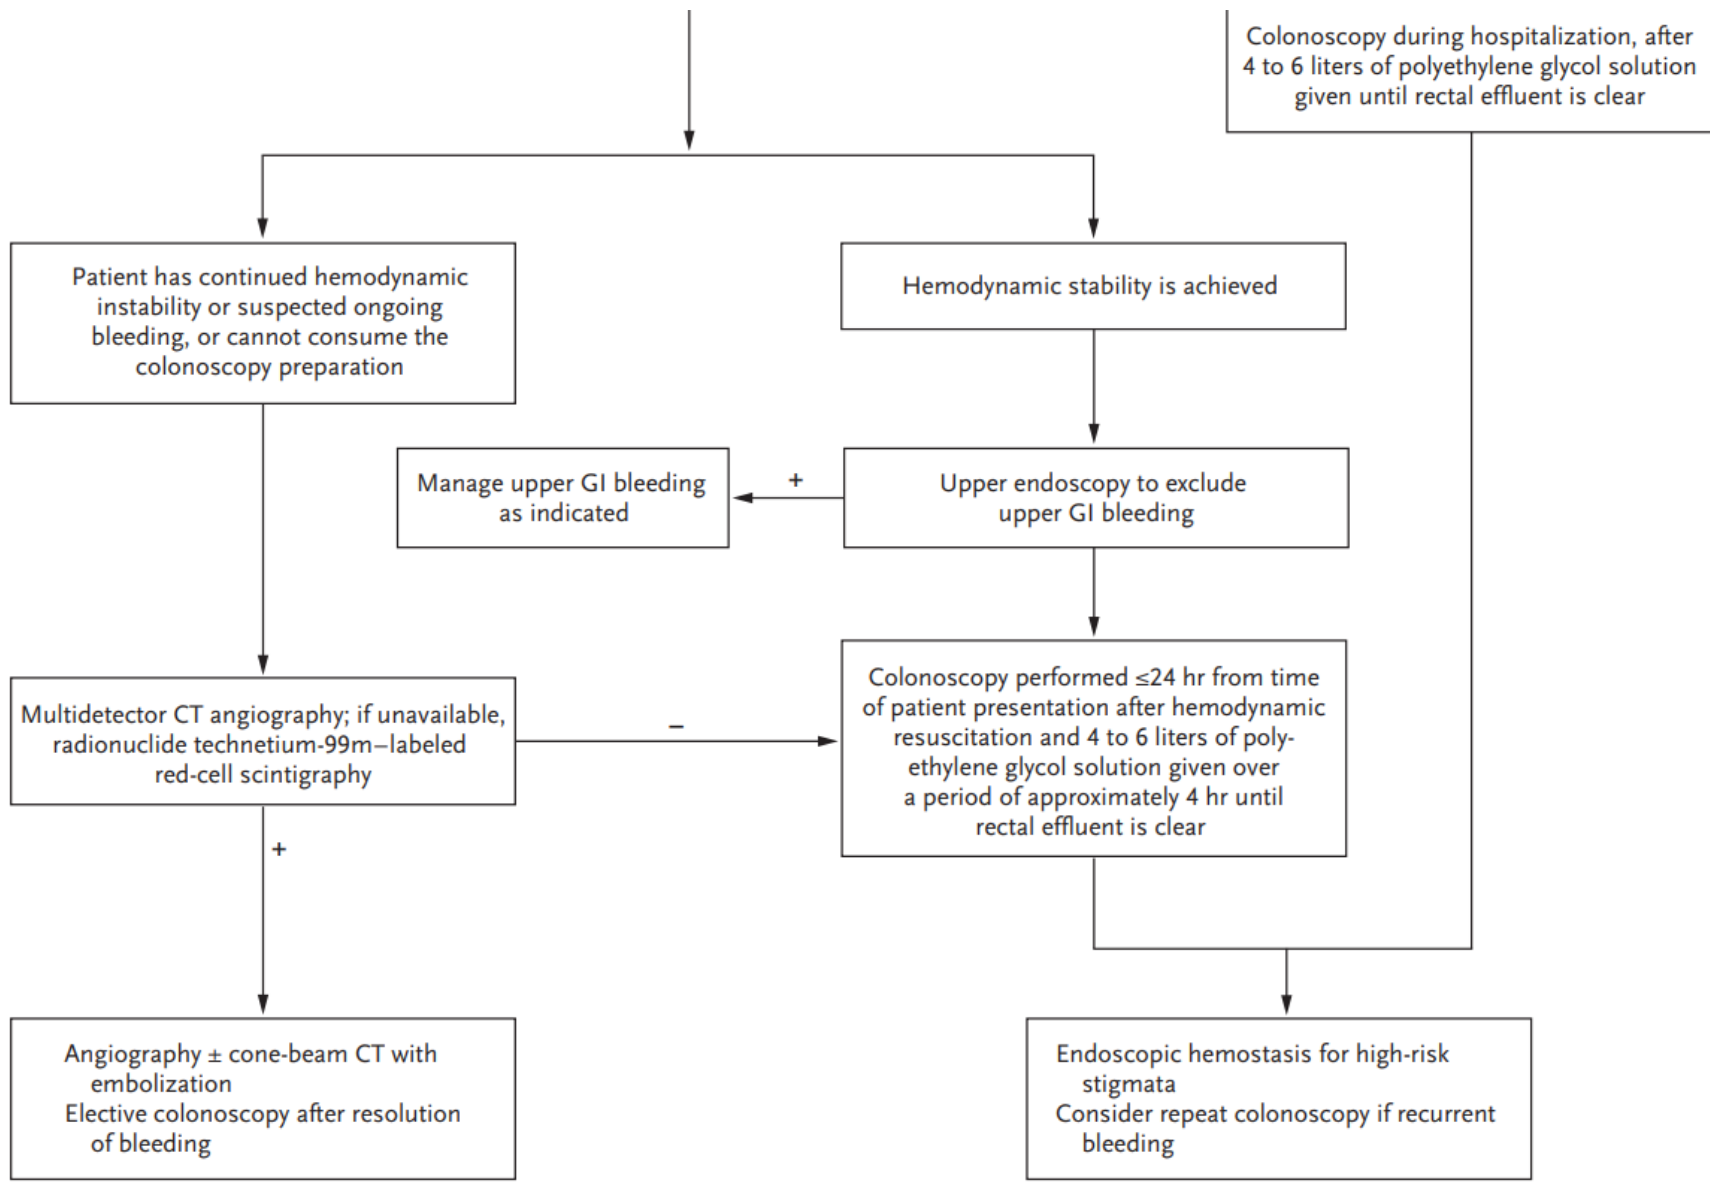 Colonoscopy during hospitalization, after
4 to 6 liters of polyethylene glycol solution
given until rectal effluent is clear
Patient has continued hemodynamic
instability or suspected ongoing
bleeding, or cannot consume the
colonoscopy preparation
Hemodynamic stability is achieved
Manage upper GI bleeding
as indicated
+
Upper endoscopy to exclude
upper GI bleeding
Multidetector CT angiography; if unavailable,
radionuclide technetium-99m–labeled
red-cell scintigraphy
–
Colonoscopy performed ≤24 hr from time
of patient presentation after hemodynamic
resuscitation and 4 to 6 liters of poly-
ethylene glycol solution given over
a period of approximately 4 hr until
rectal effluent is clear
+
Angiography ± cone-beam CT with
embolization
Elective colonoscopy after resolution
of bleeding
Endoscopic hemostasis for high-risk
stigmata
Consider repeat colonoscopy if recurrent
bleeding